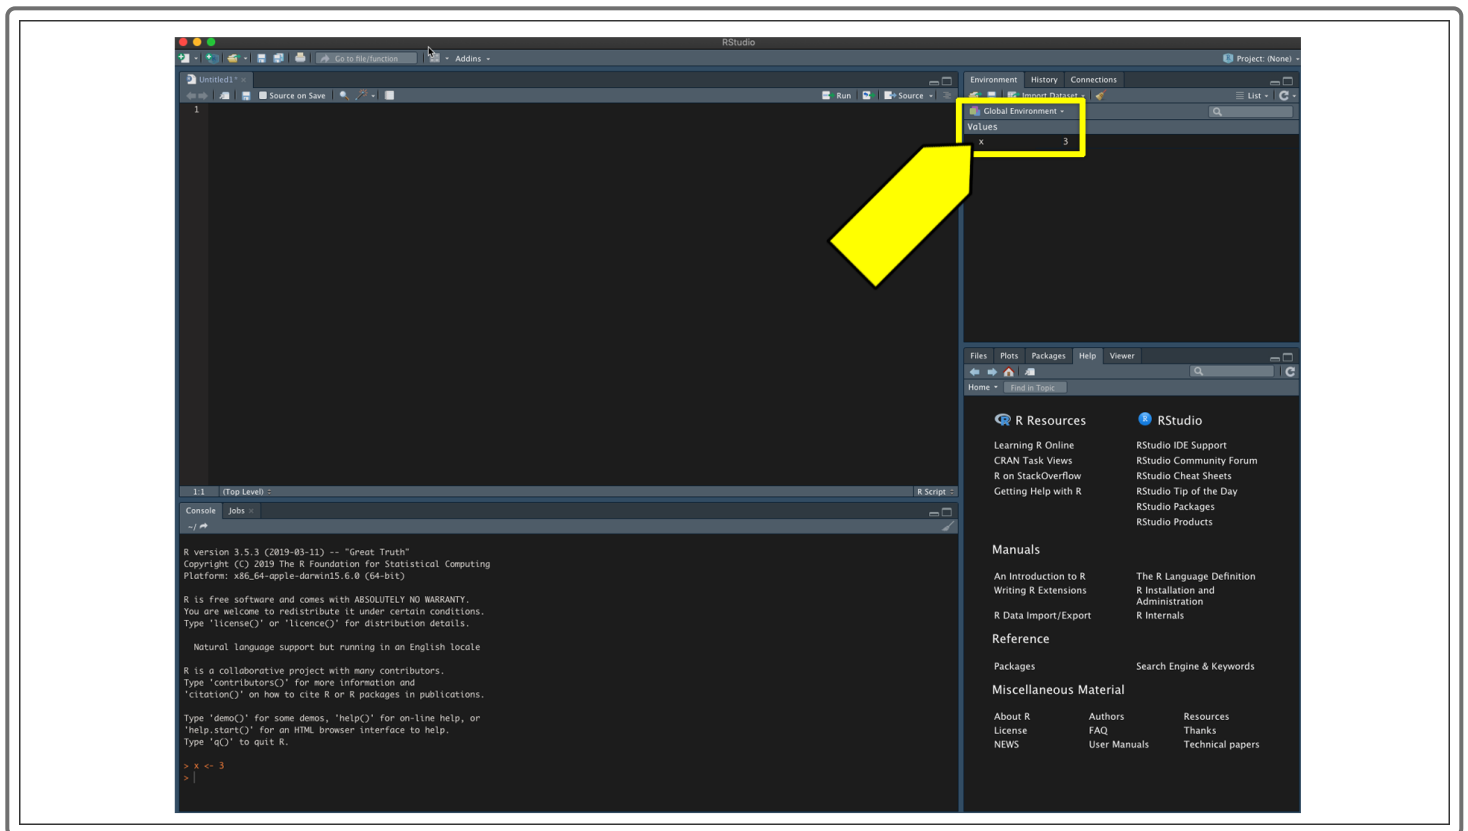 RStudio
Go to file/function
Addins
Project: (None)
Untitled1*
Source on Save
Run
Source
1
1:1 (Top Level)
R Script
Environment History Connections
Import Dataset
List
Global Environment
Values
x 3
Console Jobs
~/
R version 3.5.3 (2019-03-11) -- "Great Truth"
Copyright (C) 2019 The R Foundation for Statistical Computing
Platform: x86_64-apple-darwin15.6.0 (64-bit)
R is free software and comes with ABSOLUTELY NO WARRANTY.
You are welcome to redistribute it under certain conditions.
Type 'license()' or 'licence()' for distribution details.
Natural language support but running in an English locale
R is a collaborative project with many contributors.
Type 'contributors()' for more information and
'citation()' on how to cite R or R packages in publications.
Type 'demo()' for some demos, 'help()' for on-line help, or
'help.start()' for an HTML browser interface to help.
Type 'q()' to quit R.
> x <- 3
>
Files Plots Packages Help Viewer
Home Find in Topic
R Resources
Learning R Online
CRAN Task Views
R on StackOverflow
Getting Help with R
RStudio
RStudio IDE Support
RStudio Community Forum
RStudio Cheat Sheets
RStudio Tip of the Day
RStudio Packages
RStudio Products
Manuals
An Introduction to R
The R Language Definition
Writing R Extensions
R Installation and
Administration
R Data Import/Export
R Internals
Reference
Packages
Search Engine & Keywords
Miscellaneous Material
About R Authors Resources
License FAQ Thanks
NEWS User Manuals Technical papers